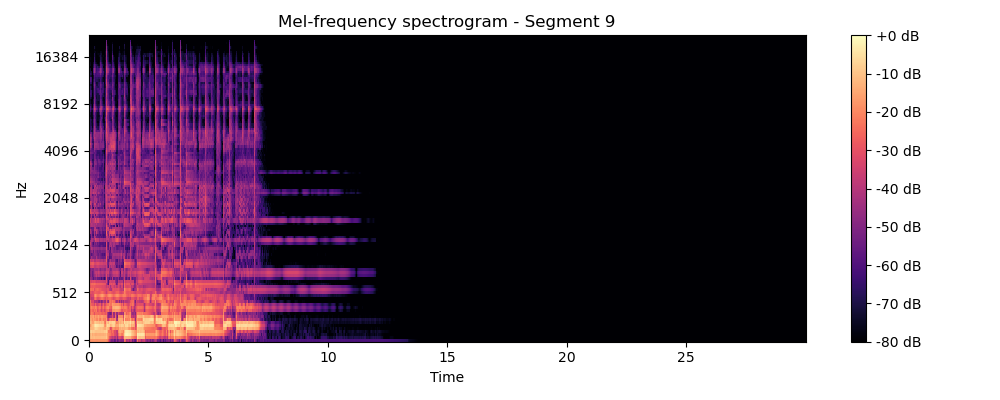 Mel-frequency spectrogram - Segment 9
Hz
16384
8192
4096
2048
1024
512
0
0 5 10 15 20 25
Time
+0 dB
-10 dB
-20 dB
-30 dB
-40 dB
-50 dB
-60 dB
-70 dB
-80 dB